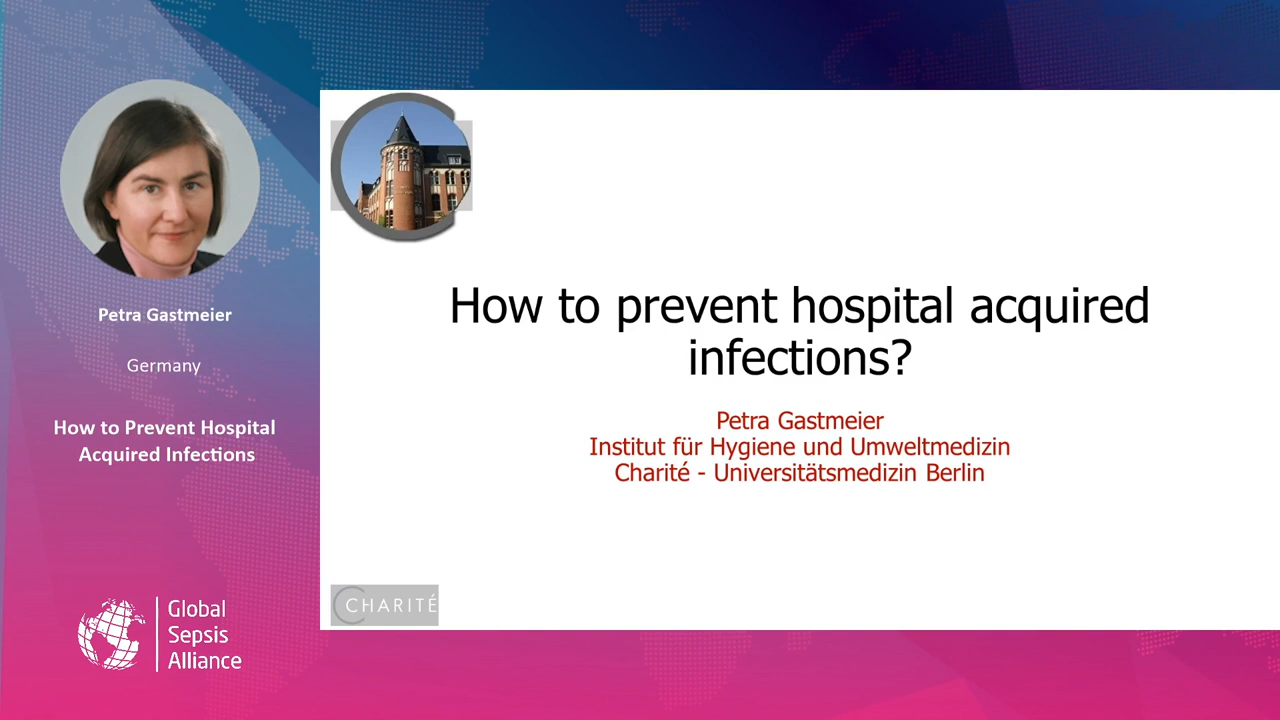 Petra Gastmeier
Germany
How to Prevent Hospital
Acquired Infections
Global
Sepsis
Alliance
How to prevent hospital acquired
infections?
Petra Gastmeier
Institut für Hygiene und Umweltmedizin
Charité - Universitätsmedizin Berlin
CHARITÉ